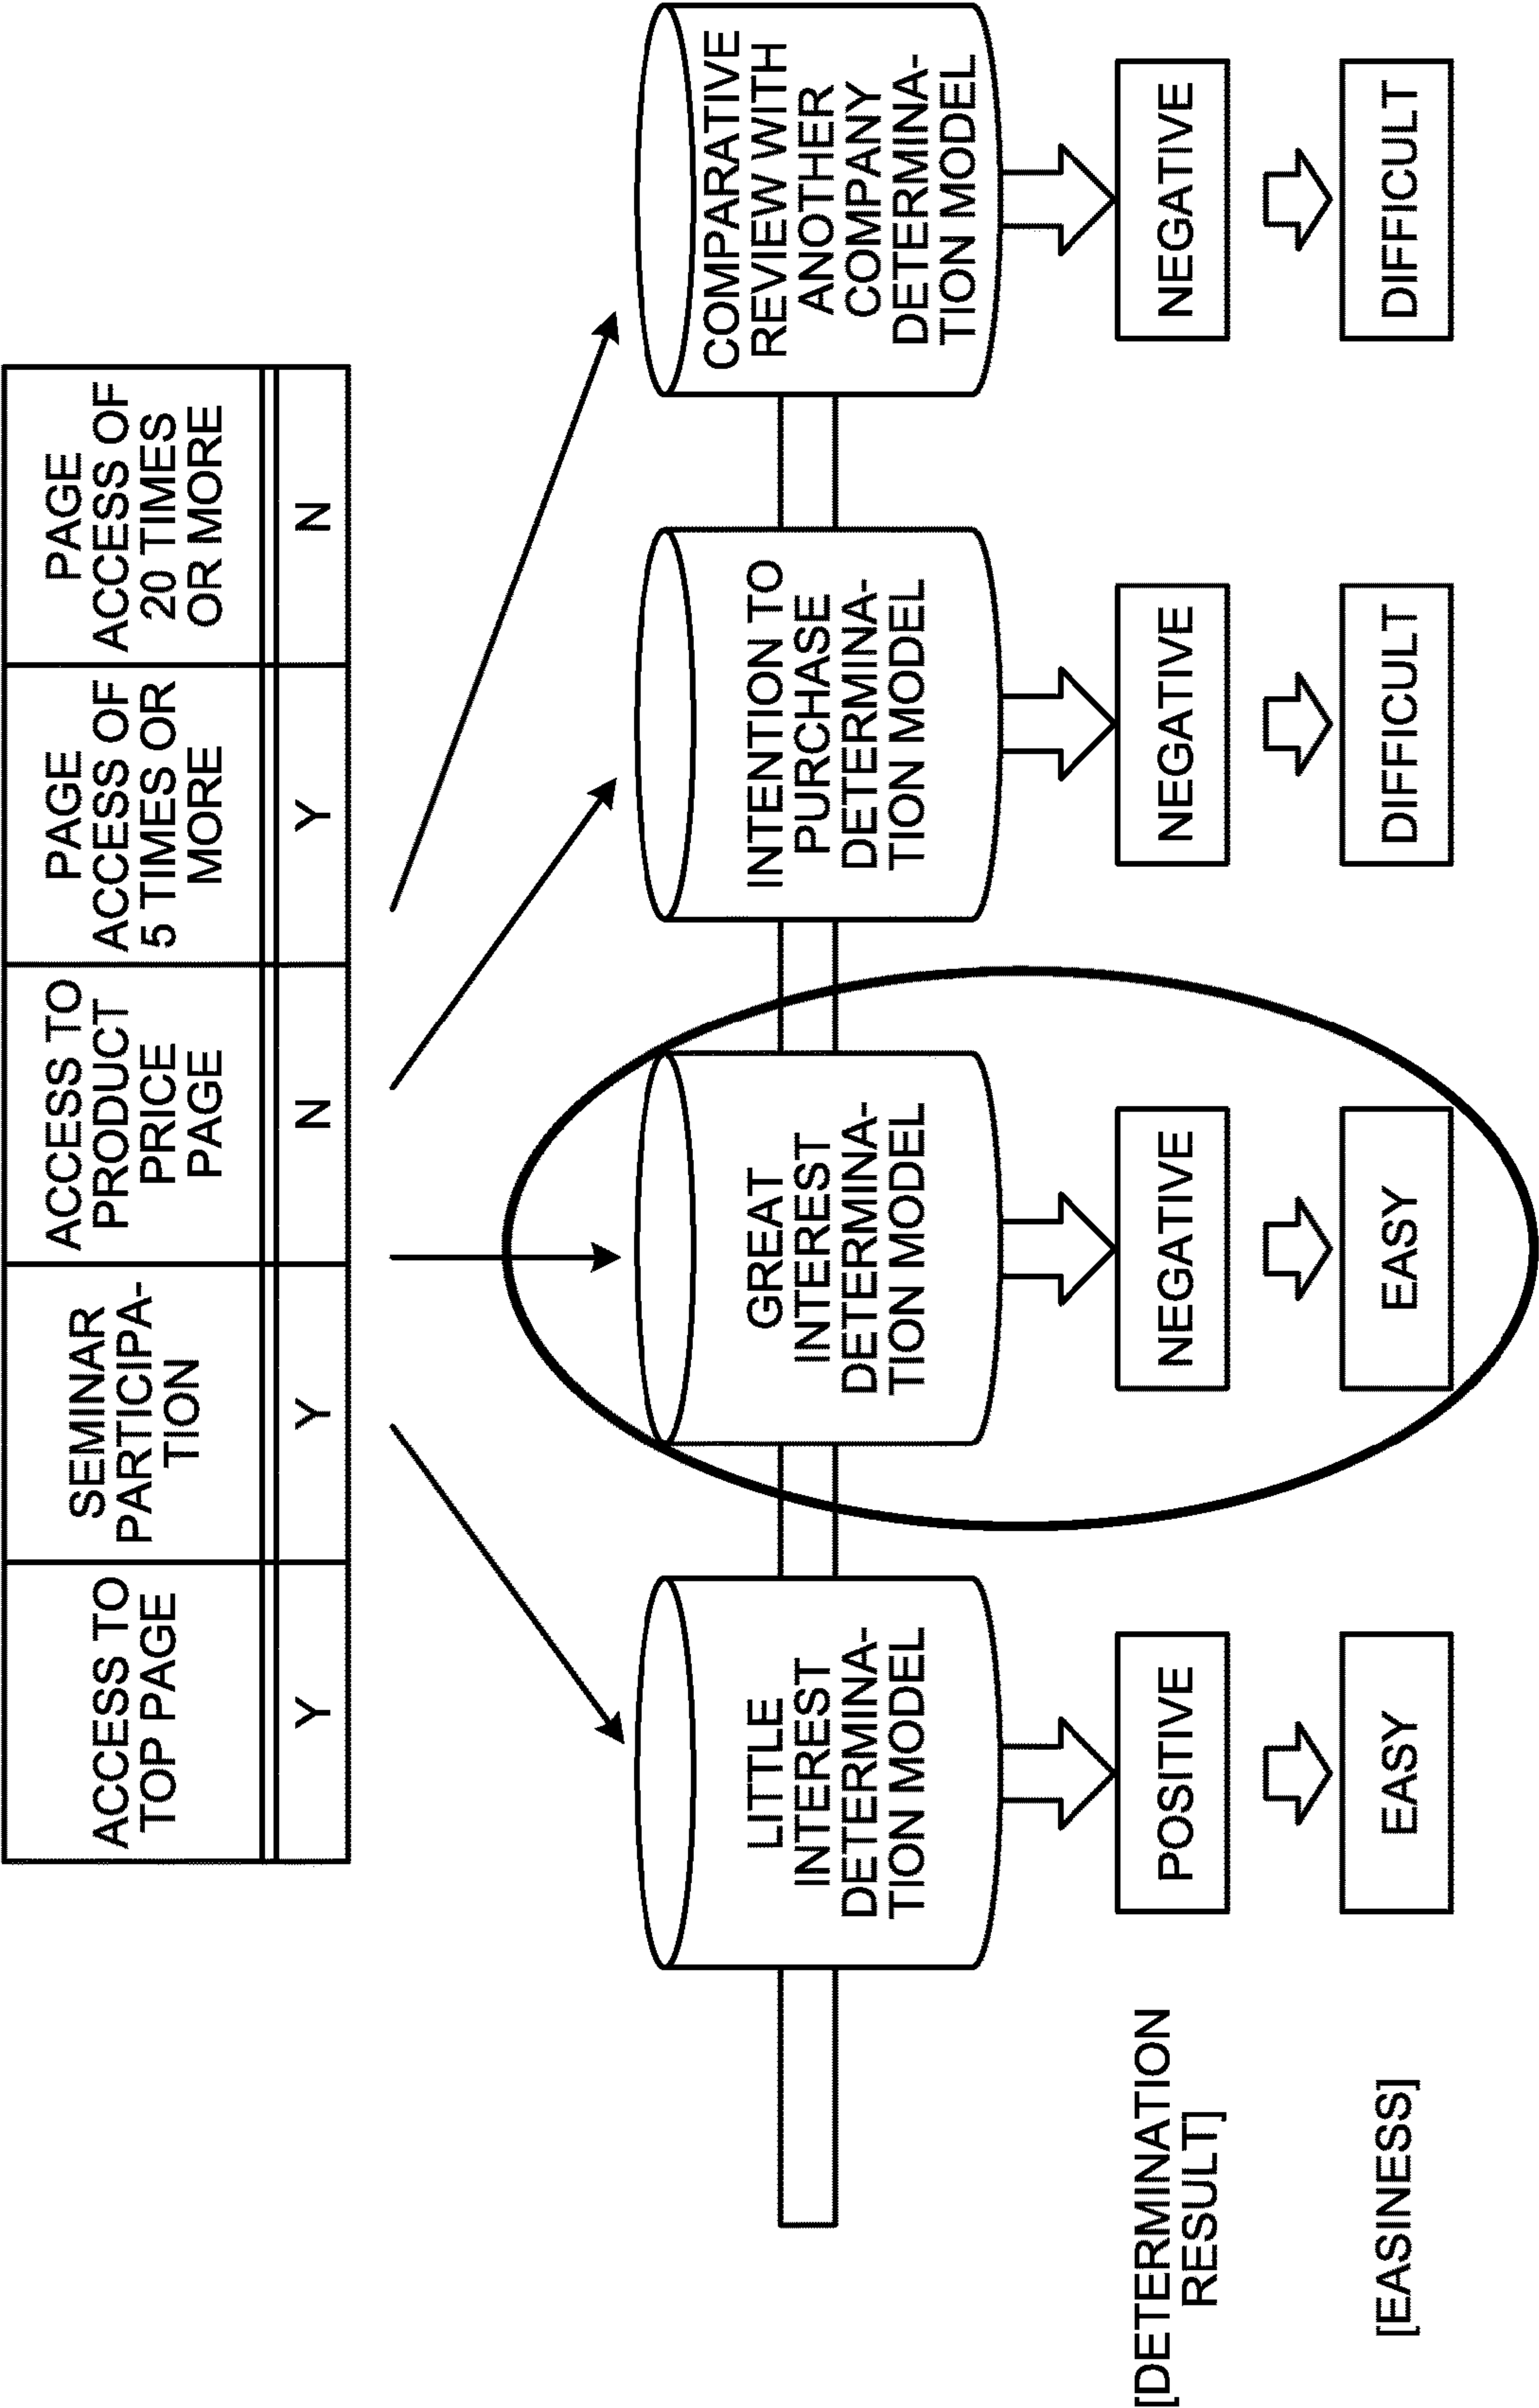 ACCESS TO
TOP PAGE
SEMINAR
PARTICIPA-
TION
ACCESS TO
PRODUCT
PRICE
PAGE
PAGE
ACCESS OF
5 TIMES OR
MORE
PAGE
ACCESS OF
20 TIMES
OR MORE
Y
Y
N
Y
N
LITTLE
INTEREST
DETERMINA-
TION MODEL
GREAT
INTEREST
DETERMINA-
TION MODEL
INTENTION TO
PURCHASE
DETERMINA-
TION MODEL
COMPARATIVE
REVIEW WITH
ANOTHER
COMPANY
DETERMINA-
TION MODEL
[DETERMINATION
RESULT]
POSITIVE
NEGATIVE
NEGATIVE
NEGATIVE
[EASINESS]
EASY
EASY
DIFFICULT
DIFFICULT